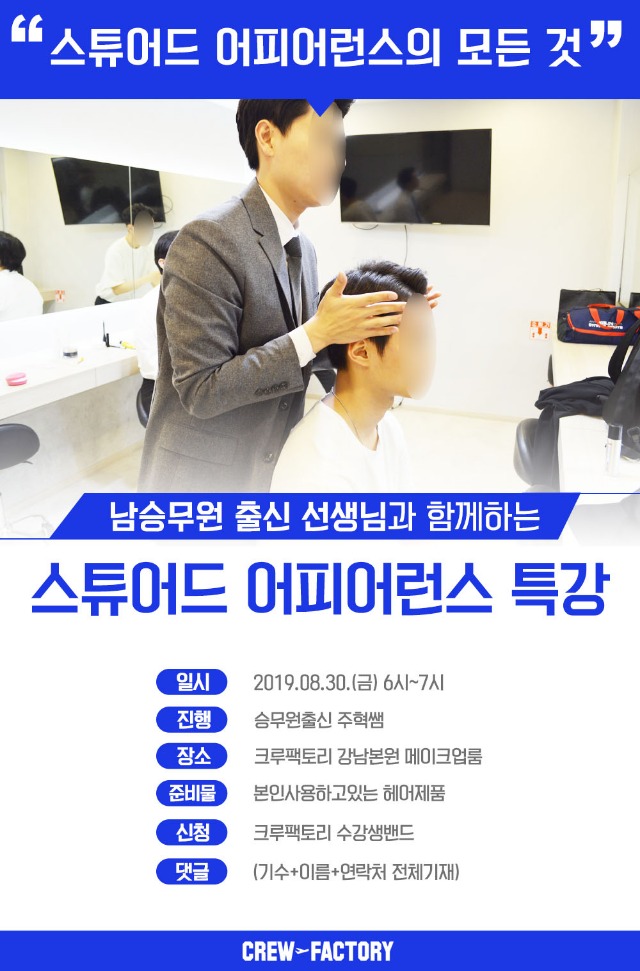 “스튜어드 어피어런스의 모든 것”
남승무원 출신 선생님과 함께하는
스튜어드 어피어런스 특강
일시 2019.08.30.(금) 6시~7시
진행 승무원출신 주혁쌤
장소 크루팩토리 강남본원 메이크업룸
준비물 본인사용하고있는 헤어제품
신청 크루팩토리 수강생밴드
댓글 (기수+이름+연락처 전체기재)
CREW FACTORY